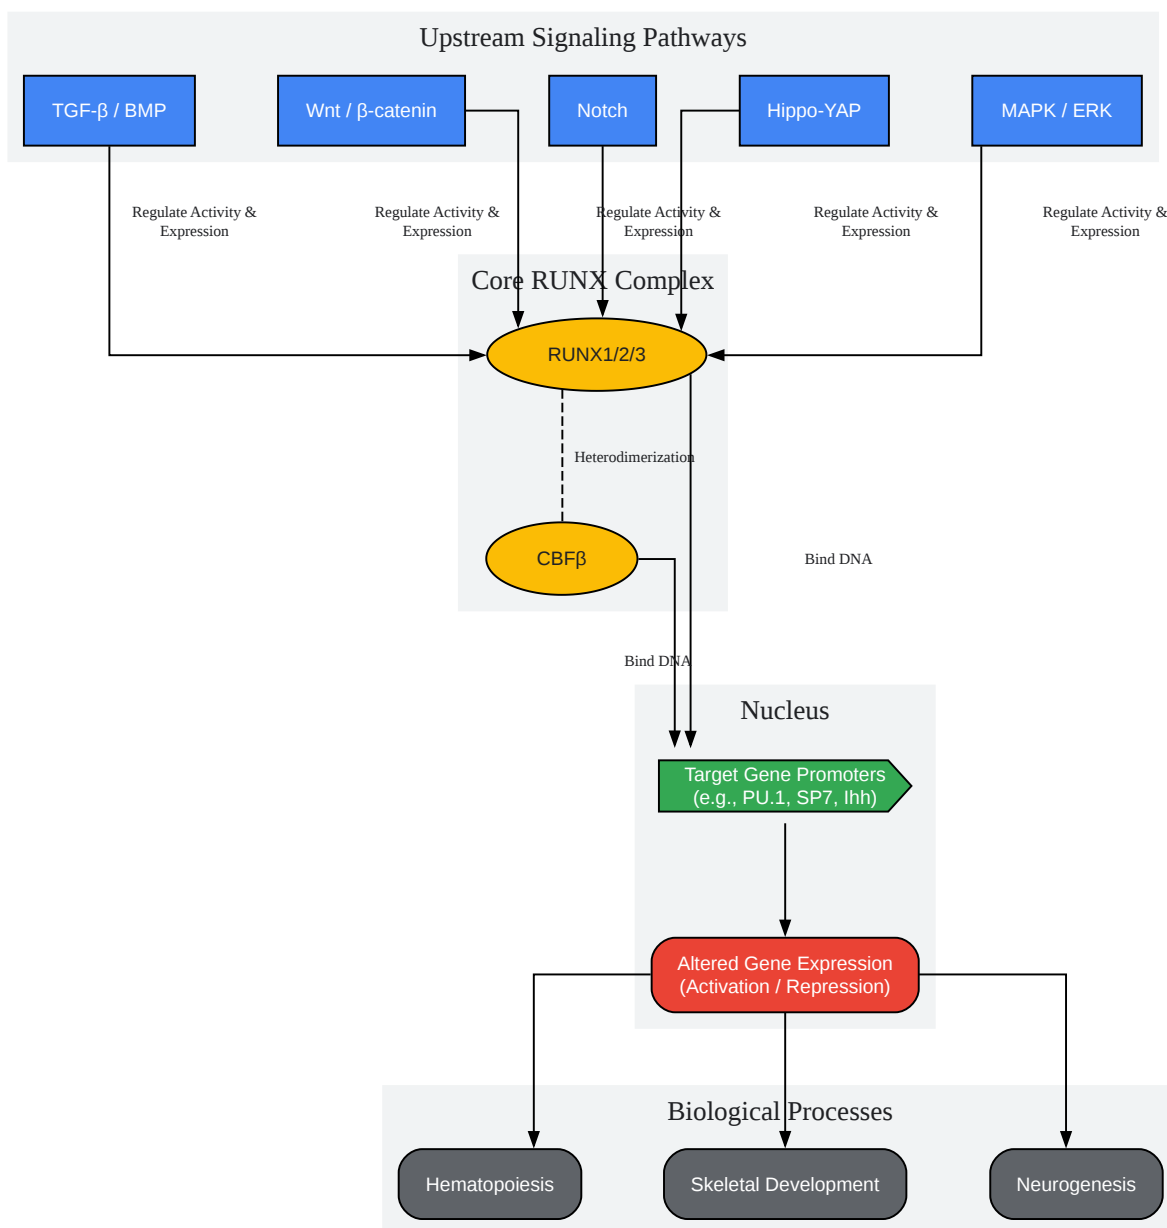 Upstream Signaling Pathways
TGF-β / BMP
Wnt / β-catenin
Notch
Hippo-YAP
MAPK / ERK
Regulate Activity &
Expression
Regulate Activity &
Expression
Regulate Activity &
Expression
Regulate Activity &
Expression
Regulate Activity &
Expression
Core RUNX Complex
RUNX1/2/3
Heterodimerization
CBFβ
Bind DNA
Bind DNA
Nucleus
Target Gene Promoters
(e.g., PU.1, SP7, Ihh)
Altered Gene Expression
(Activation / Repression)
Biological Processes
Hematopoiesis
Skeletal Development
Neurogenesis